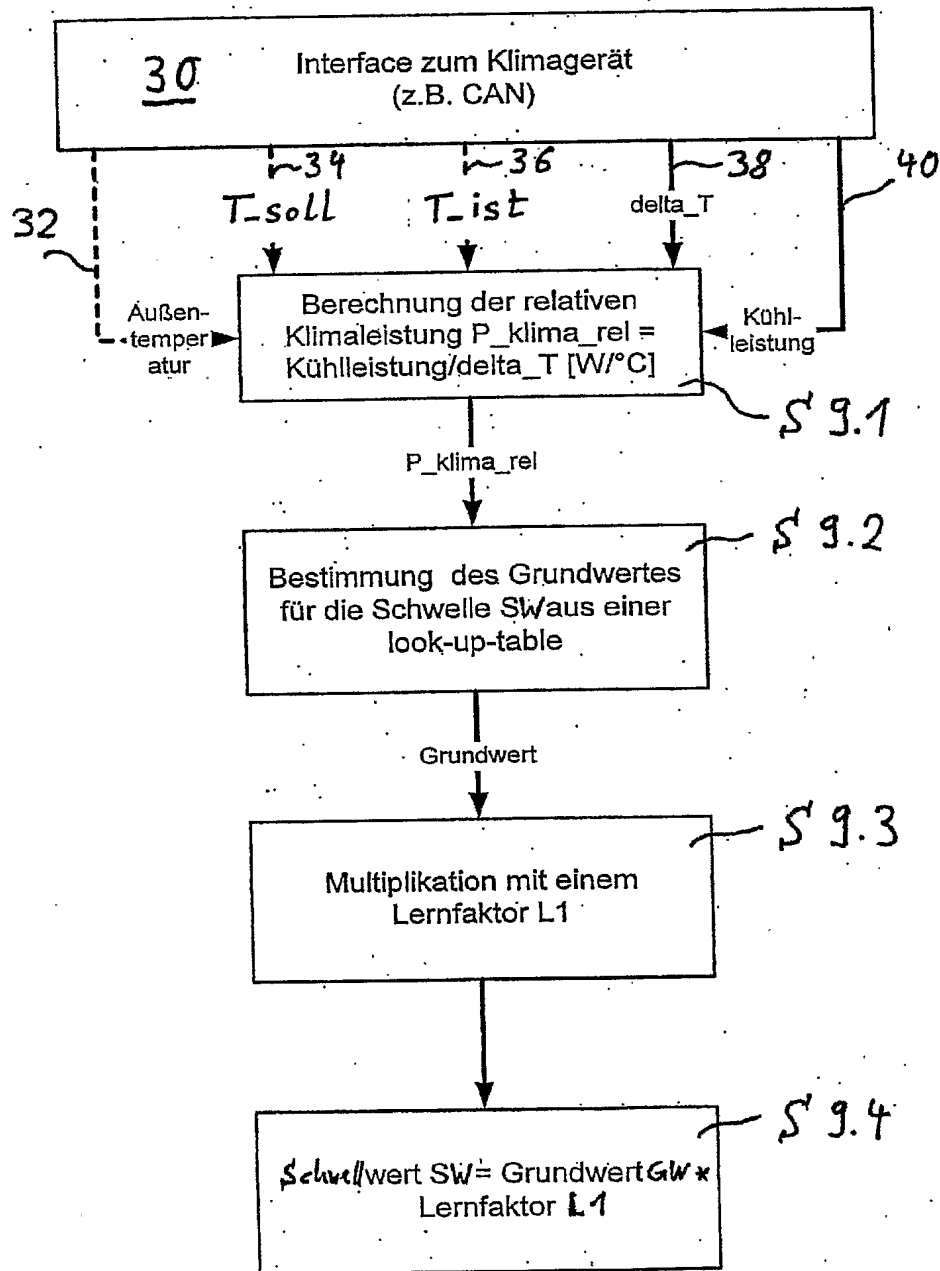 30
Interface zum Klimagerät
(z.B. CAN)
34
36
38
40
32
T_soll
T_ist
delta_T
Außen-
temper
atur
Berechnung der relativen
Klimaleistung P_klima_rel =
Kühlleistung/delta_T [W/°C]
Kühl-
leistung
S 9.1
P_klima_rel
S 9.2
Bestimmung des Grundwertes
für die Schwelle SW aus einer
look-up-table
Grundwert
S 9.3
Multiplikation mit einem
Lernfaktor L1
S 9.4
Schwellwert SW= Grundwert GW *
Lernfaktor L1